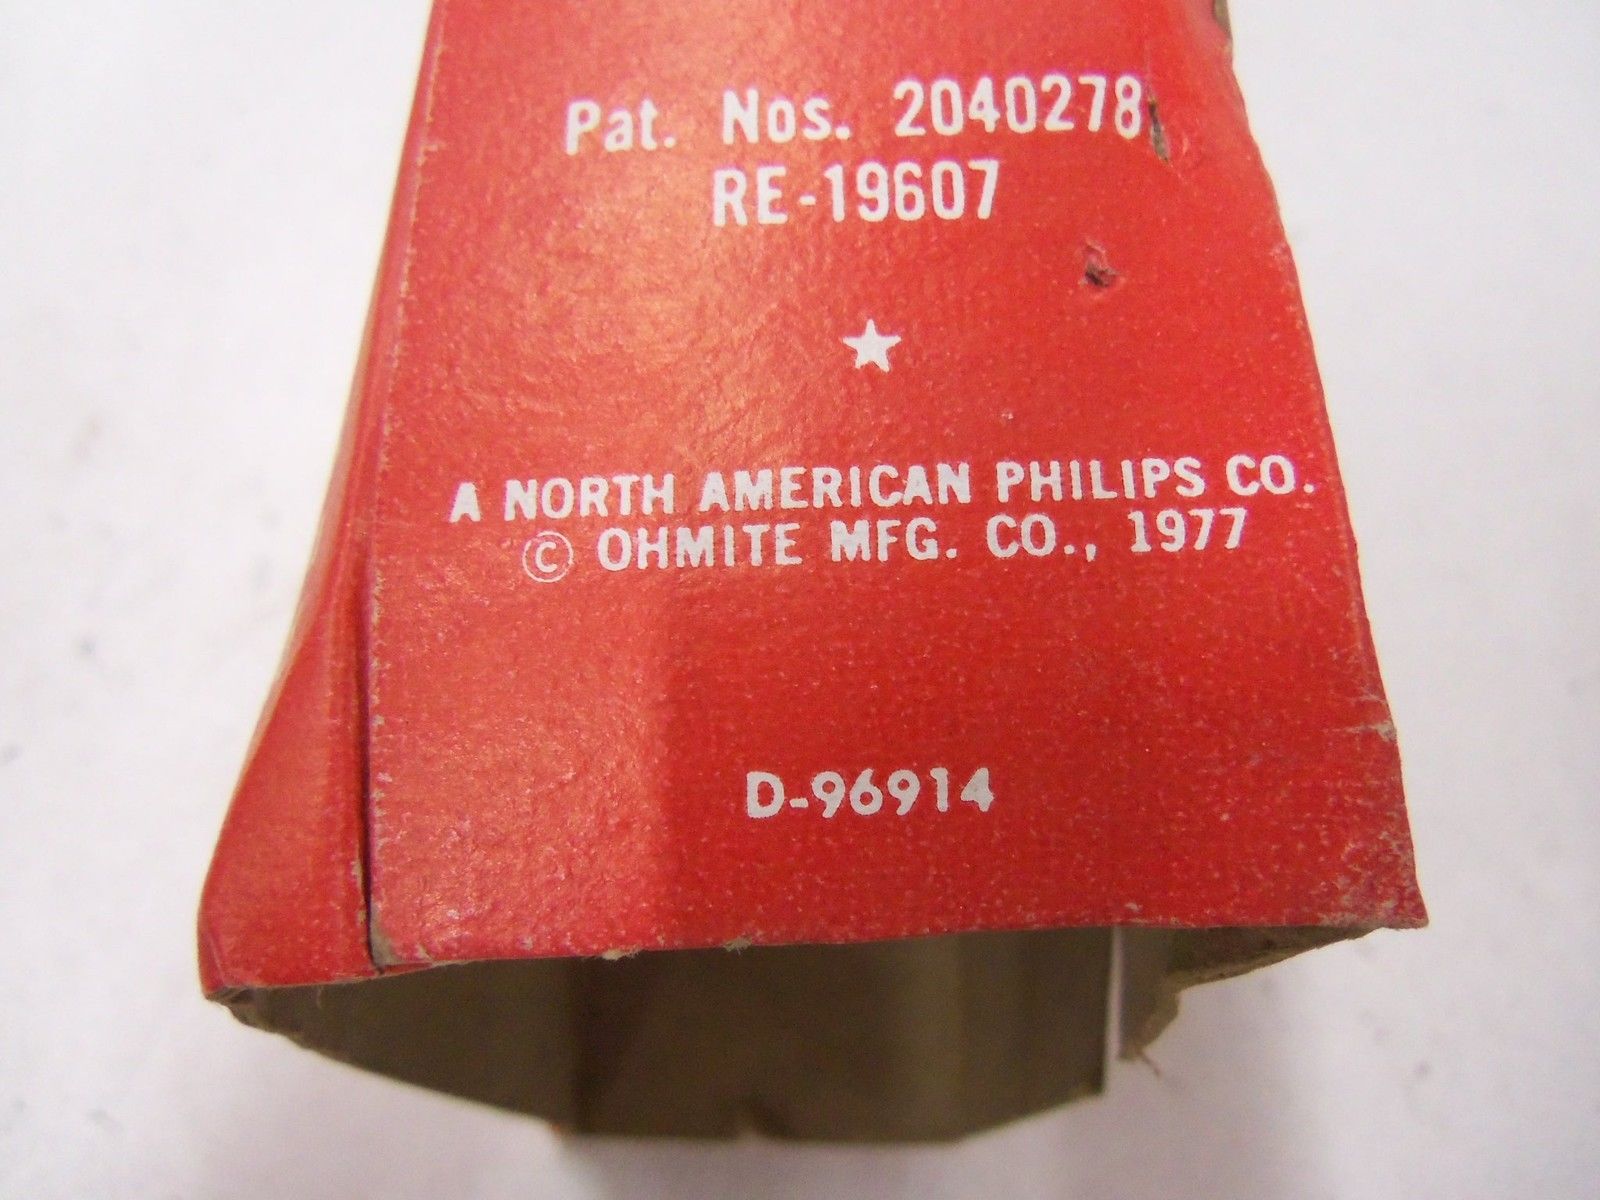 Pat. Nos. 2040278,
RE-19607
A NORTH AMERICAN PHILIPS CO.
© OHMITE MFG. CO., 1977
D-96914